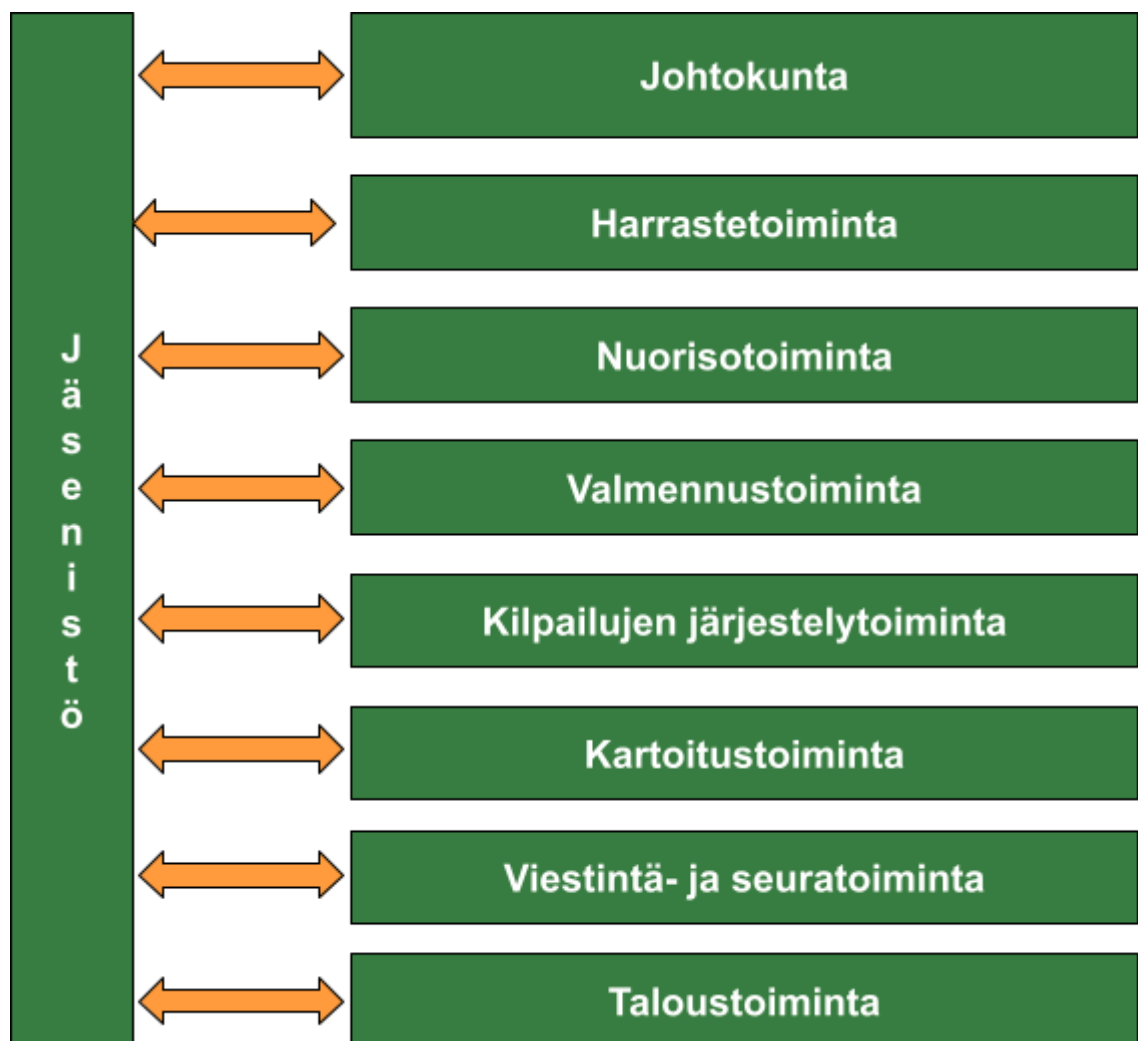 Jäsenistö
Johtokunta
Harrastetoiminta
Nuorisotoiminta
Valmennustoiminta
Kilpailujen järjestelytoiminta
Kartoitustoiminta
Viestintä- ja seuratoiminta
Taloustoiminta